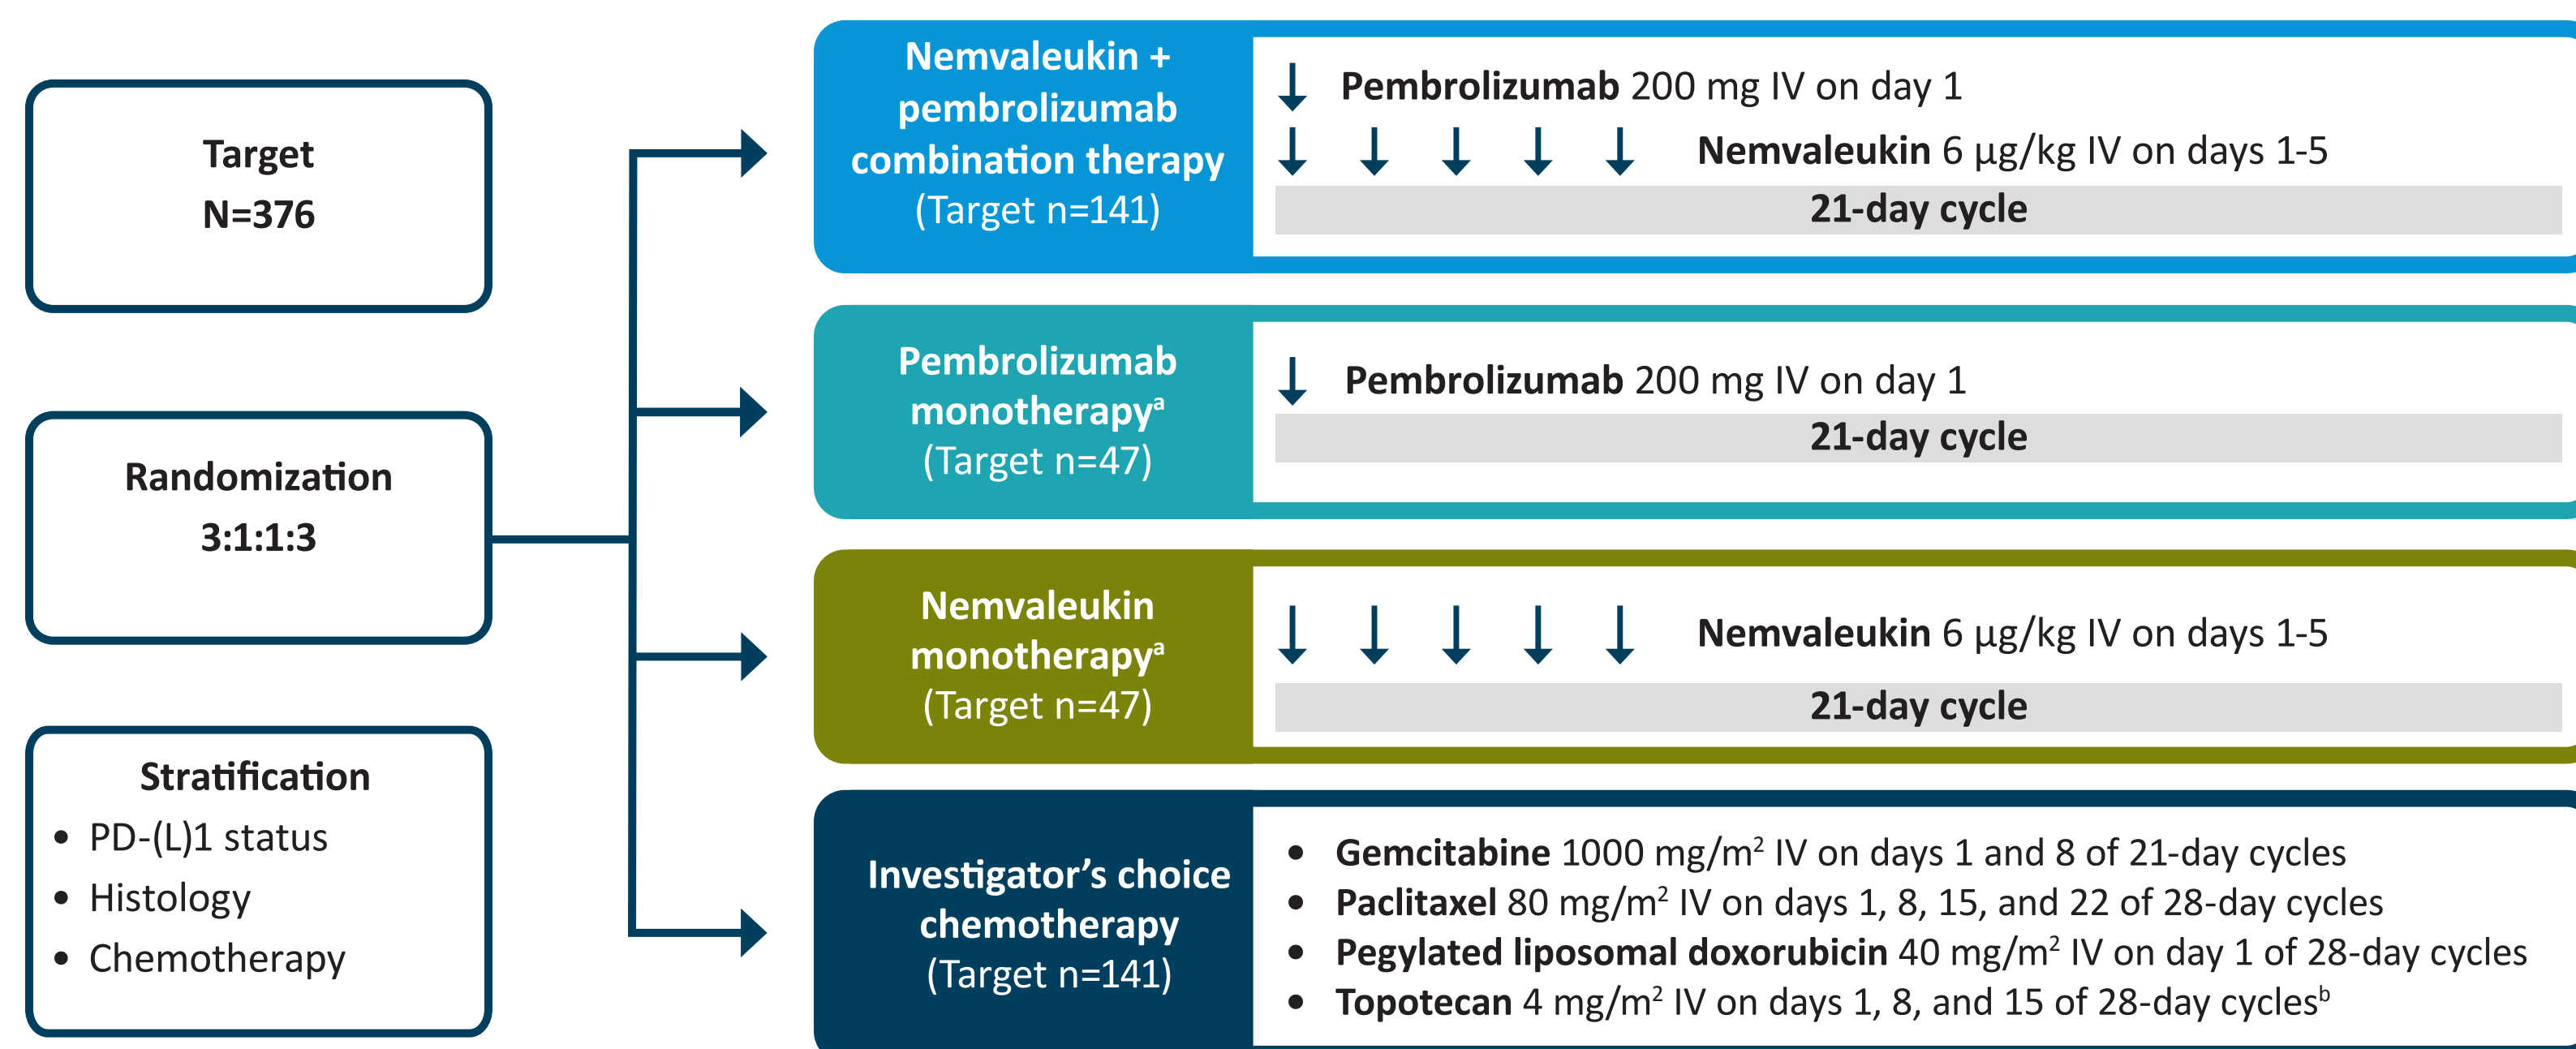 Target
N=376
Randomization
3:1:1:3
Stratification
• PD-(L)1 status
• Histology
• Chemotherapy
Nemvaleukin +
pembrolizumab
combination therapy
(Target n=141)
Pembrolizumab 200 mg IV on day 1
Nemvaleukin 6 µg/kg IV on days 1-5
21-day cycle
Pembrolizumab
monotherapyᵃ
(Target n=47)
Pembrolizumab 200 mg IV on day 1
21-day cycle
Nemvaleukin
monotherapyᵃ
(Target n=47)
Nemvaleukin 6 µg/kg IV on days 1-5
21-day cycle
Investigator’s choice
chemotherapy
(Target n=141)
• Gemcitabine 1000 mg/m² IV on days 1 and 8 of 21-day cycles
• Paclitaxel 80 mg/m² IV on days 1, 8, 15, and 22 of 28-day cycles
• Pegylated liposomal doxorubicin 40 mg/m² IV on day 1 of 28-day cycles
• Topotecan 4 mg/m² IV on days 1, 8, and 15 of 28-day cyclesᵇ